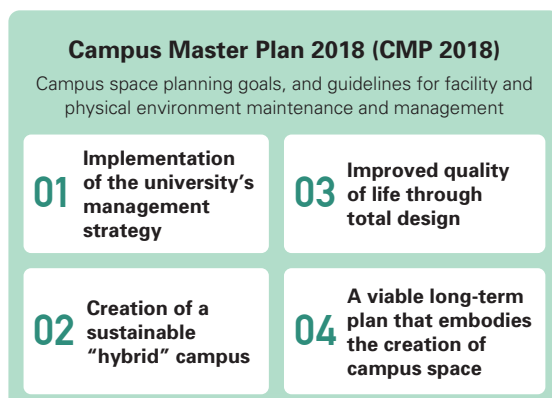 Campus Master Plan 2018 (CMP 2018)
Campus space planning goals, and guidelines for facility and
physical environment maintenance and management
01
Implementation
of the university’s
management
strategy
02
Creation of a
sustainable
“hybrid” campus
03
Improved quality
of life through
total design
04
A viable long-term
plan that embodies
the creation of
campus space